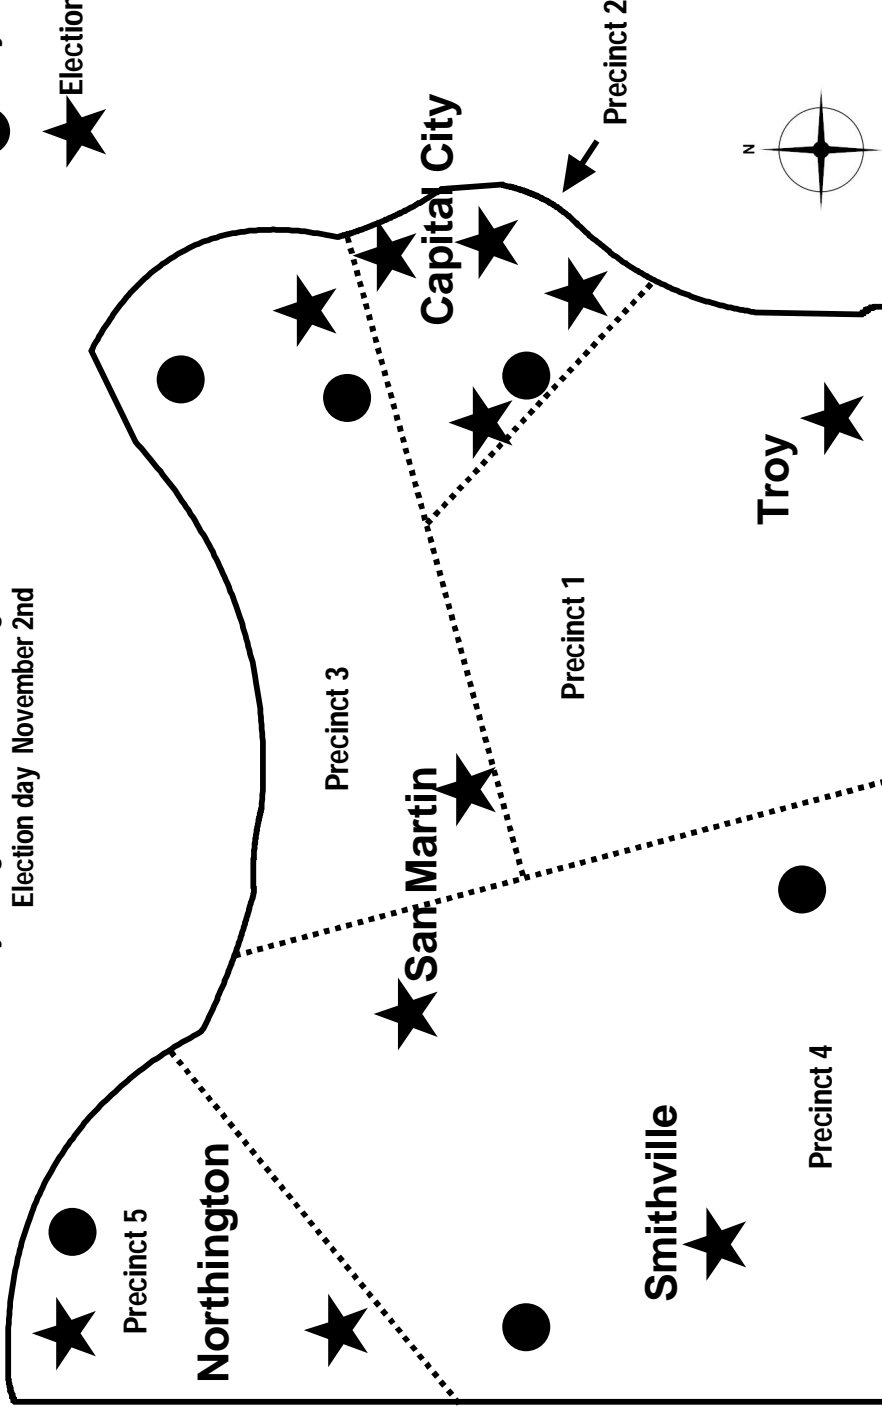 Election day November 2nd
Election
Precinct 5
Northington
Precinct 3
San Martin
Capital City
Precinct 2
Precinct 1
Smithville
Precinct 4
Troy
N